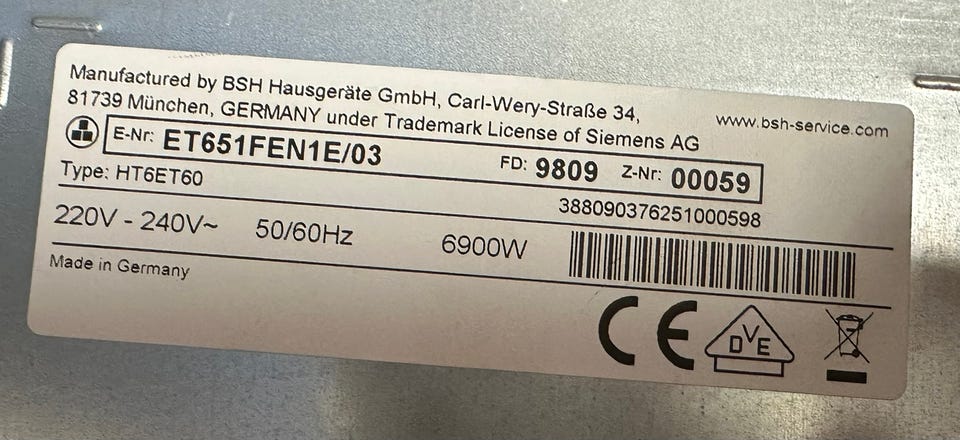 Manufactured by BSH Hausgeräte GmbH, Carl-Wery-Straße 34,
81739 München, GERMANY under Trademark License of Siemens AG
www.bsh-service.com
E-Nr: ET651FEN1E/03 FD: 9809 Z-Nr: 00059
Type: HT6ET60
388090376251000598
220V - 240V~ 50/60Hz 6900W
Made in Germany
CE
DVE